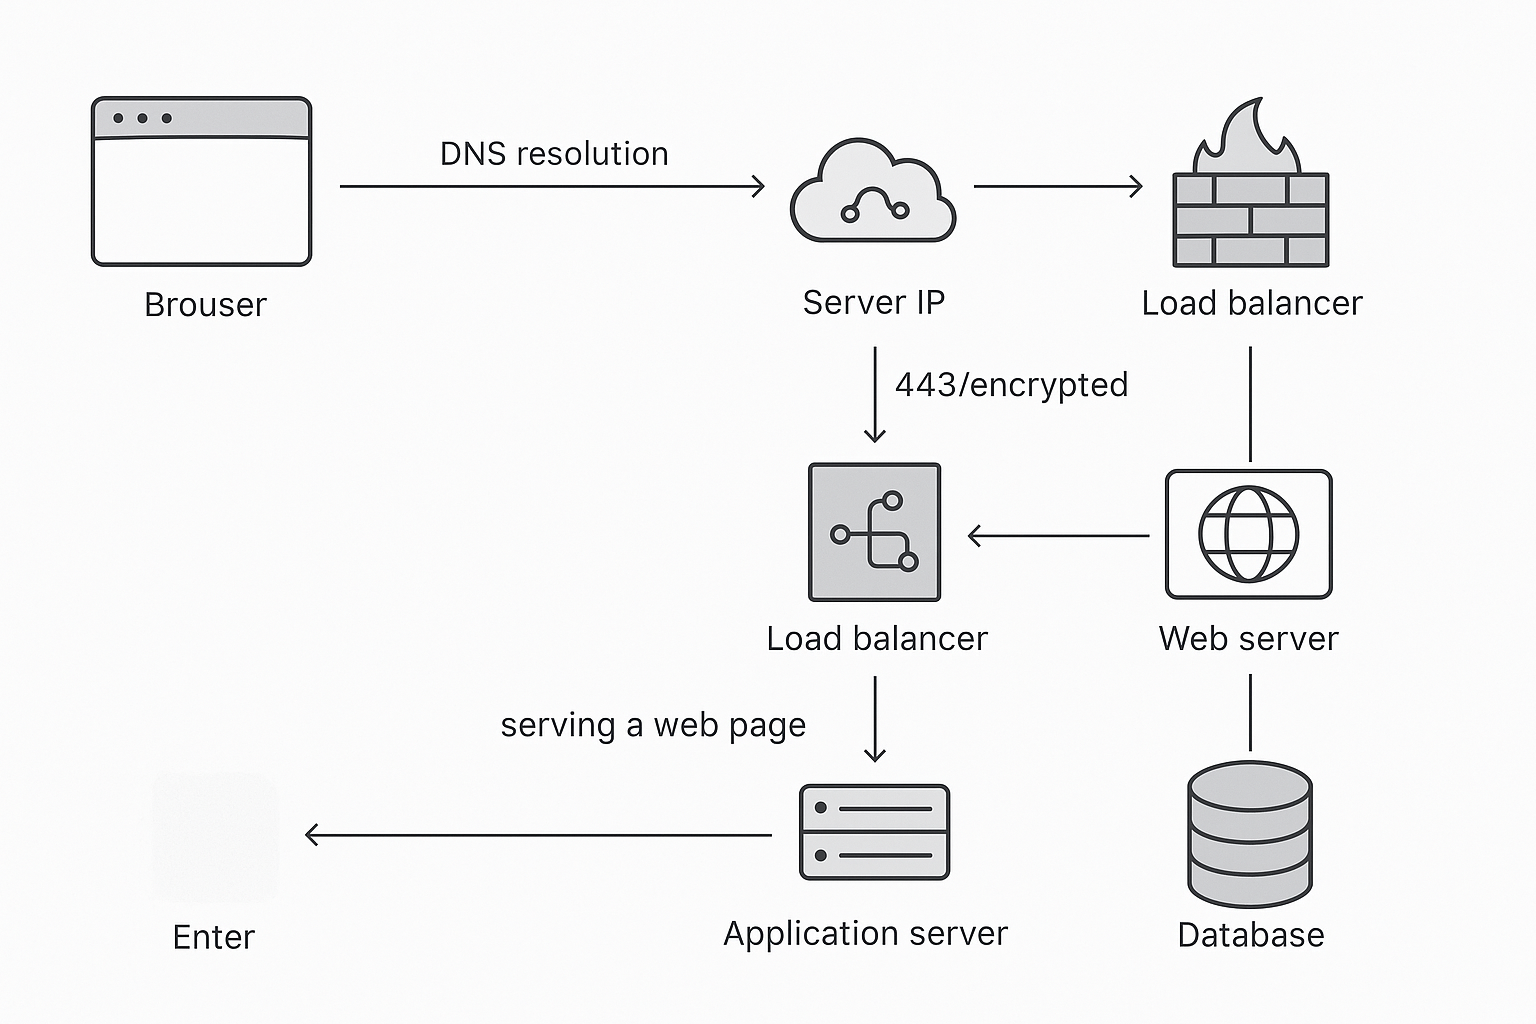 DNS resolution
Brouser
Server IP
Load balancer
443/encrypted
Load balancer
Web server
serving a web page
Enter
Application server
Database